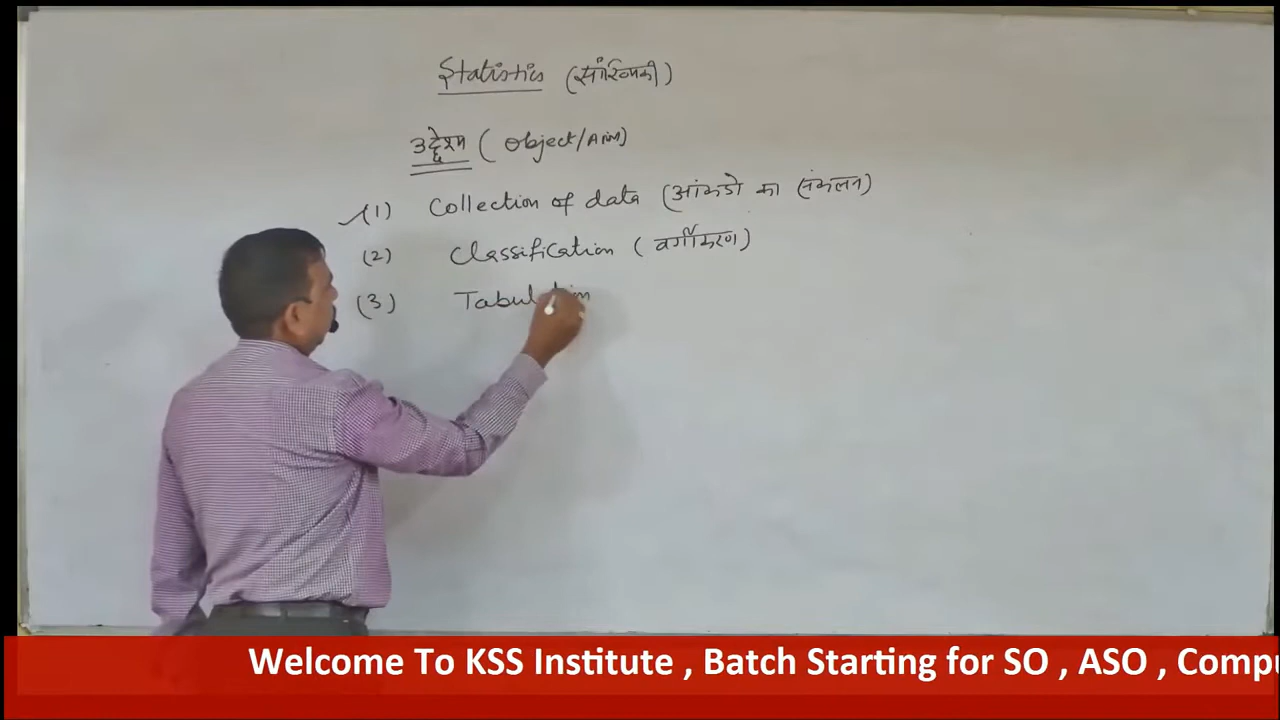 Statistics (सांख्यिकी)
उद्देश्य (Object/Aim)
(1) Collection of data (आंकडो का संकलन)
(2) Classification (वर्गीकरण)
(3) Tabulation
Welcome To KSS Institute , Batch Starting for SO , ASO , Compu